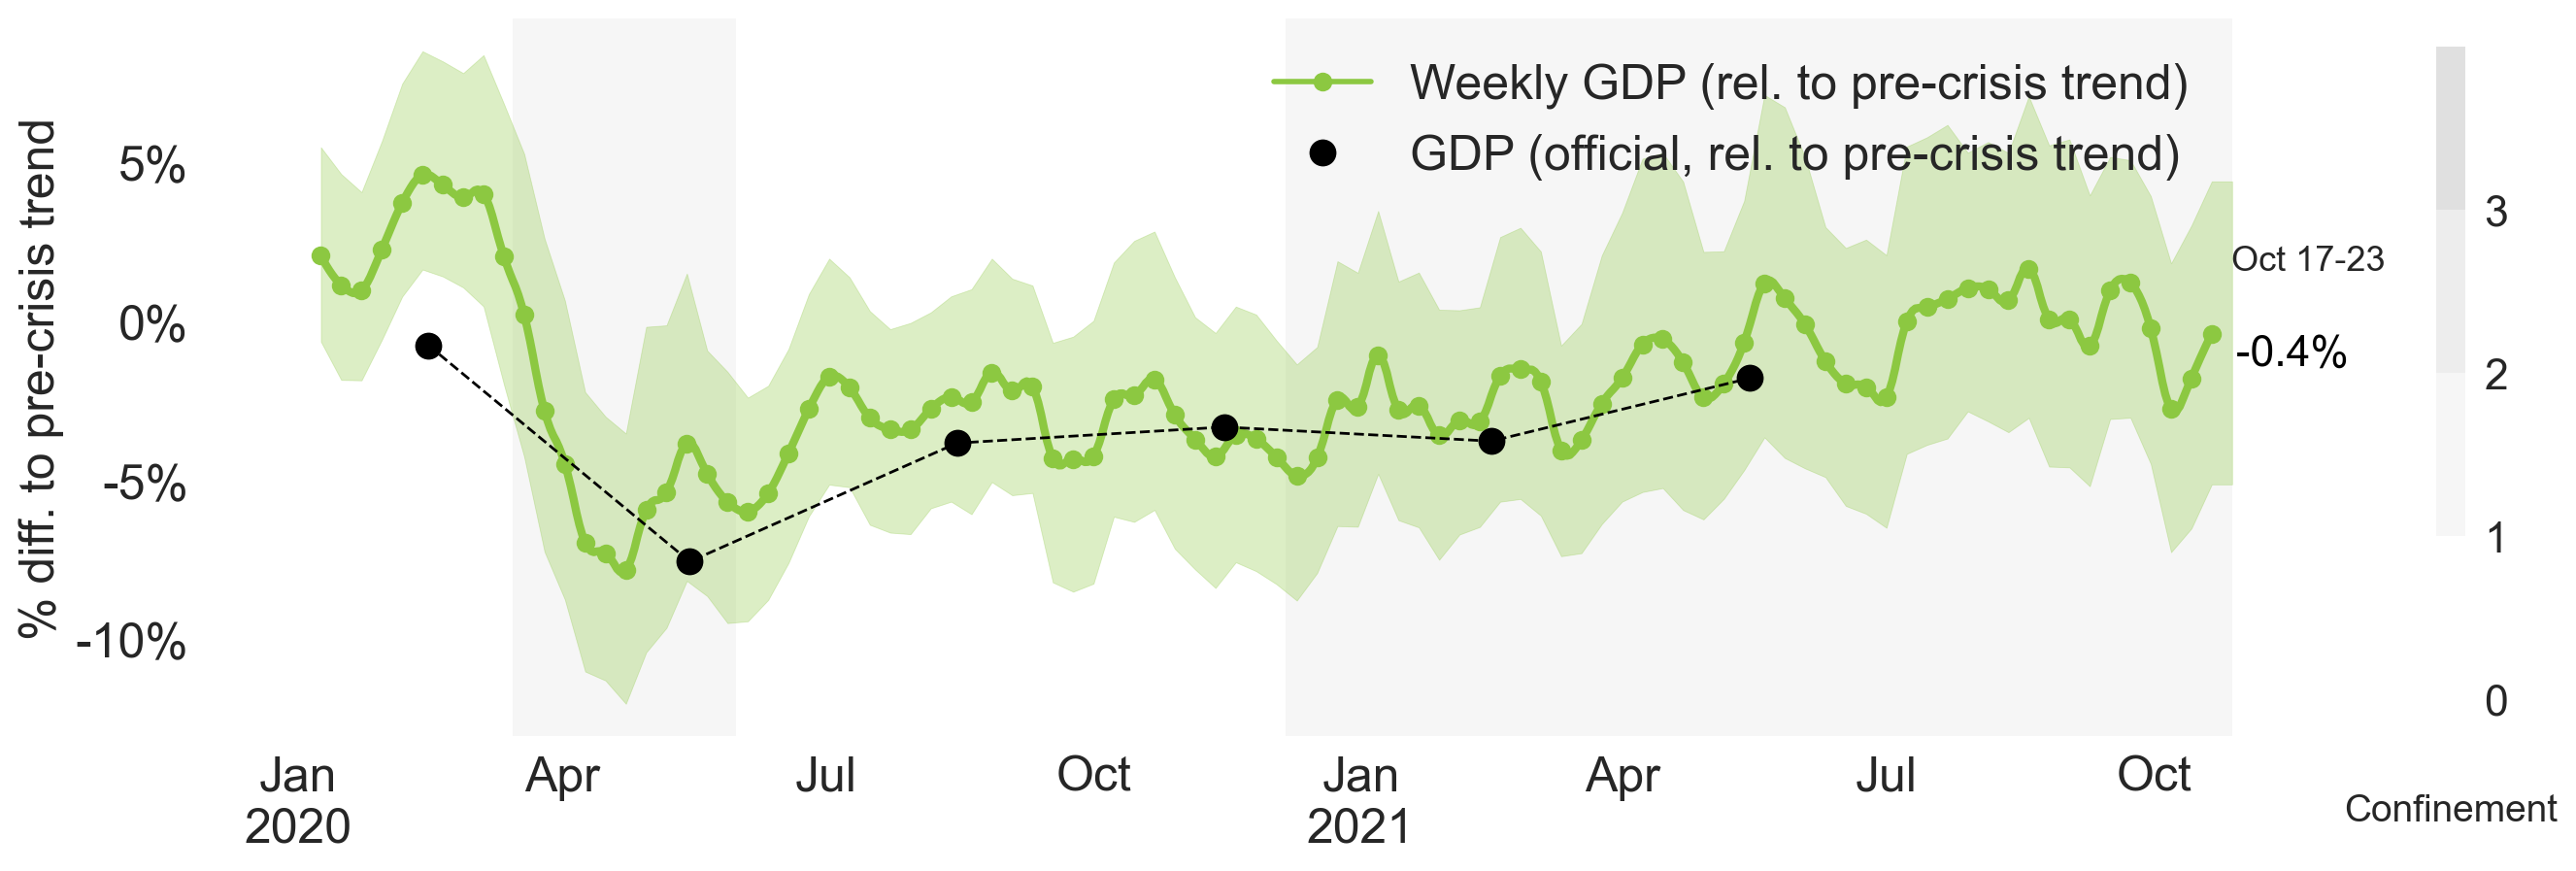 Weekly GDP (rel. to pre-crisis trend)
GDP (official, rel. to pre-crisis trend)
% diff. to pre-crisis trend
5%
0%
-5%
-10%
Oct 17-23
-0.4%
3
2
1
0
Confinement
Jan Apr Jul Oct Jan Apr Jul Oct
2020 2021